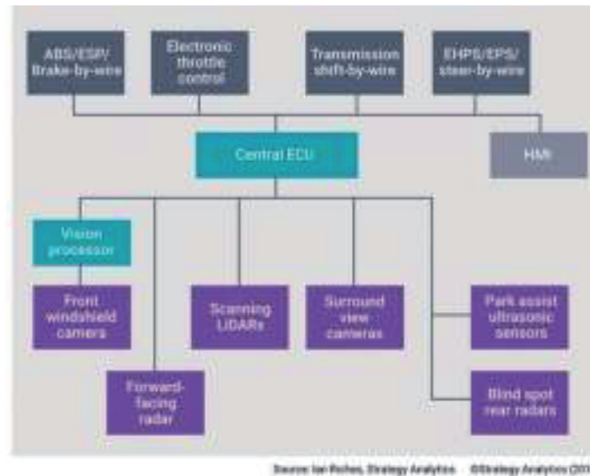 ABS/ESP/
Brake-by-wire
Electronic
throttle
control
Transmission
shift-by-wire
EHPS/EPS/
steer-by-wire
Central ECU
HMI
Vision
processor
Front
windshield
camera
Scanning
LiDARs
Surround
view
cameras
Park assist
ultrasonic
sensors
Forward-
facing
radar
Blind spot
rear radars
Source: Ian Riches, Strategy Analytics ©Strategy Analytics (201